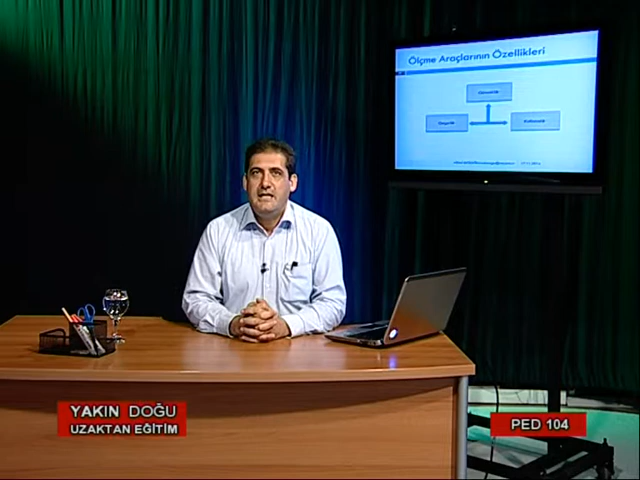 Ölçme Araçlarının Özellikleri
Güvenirlik
Geçerlik
Kullanışlılık
YAKIN DOĞU
UZAKTAN EĞİTİM
PED 104